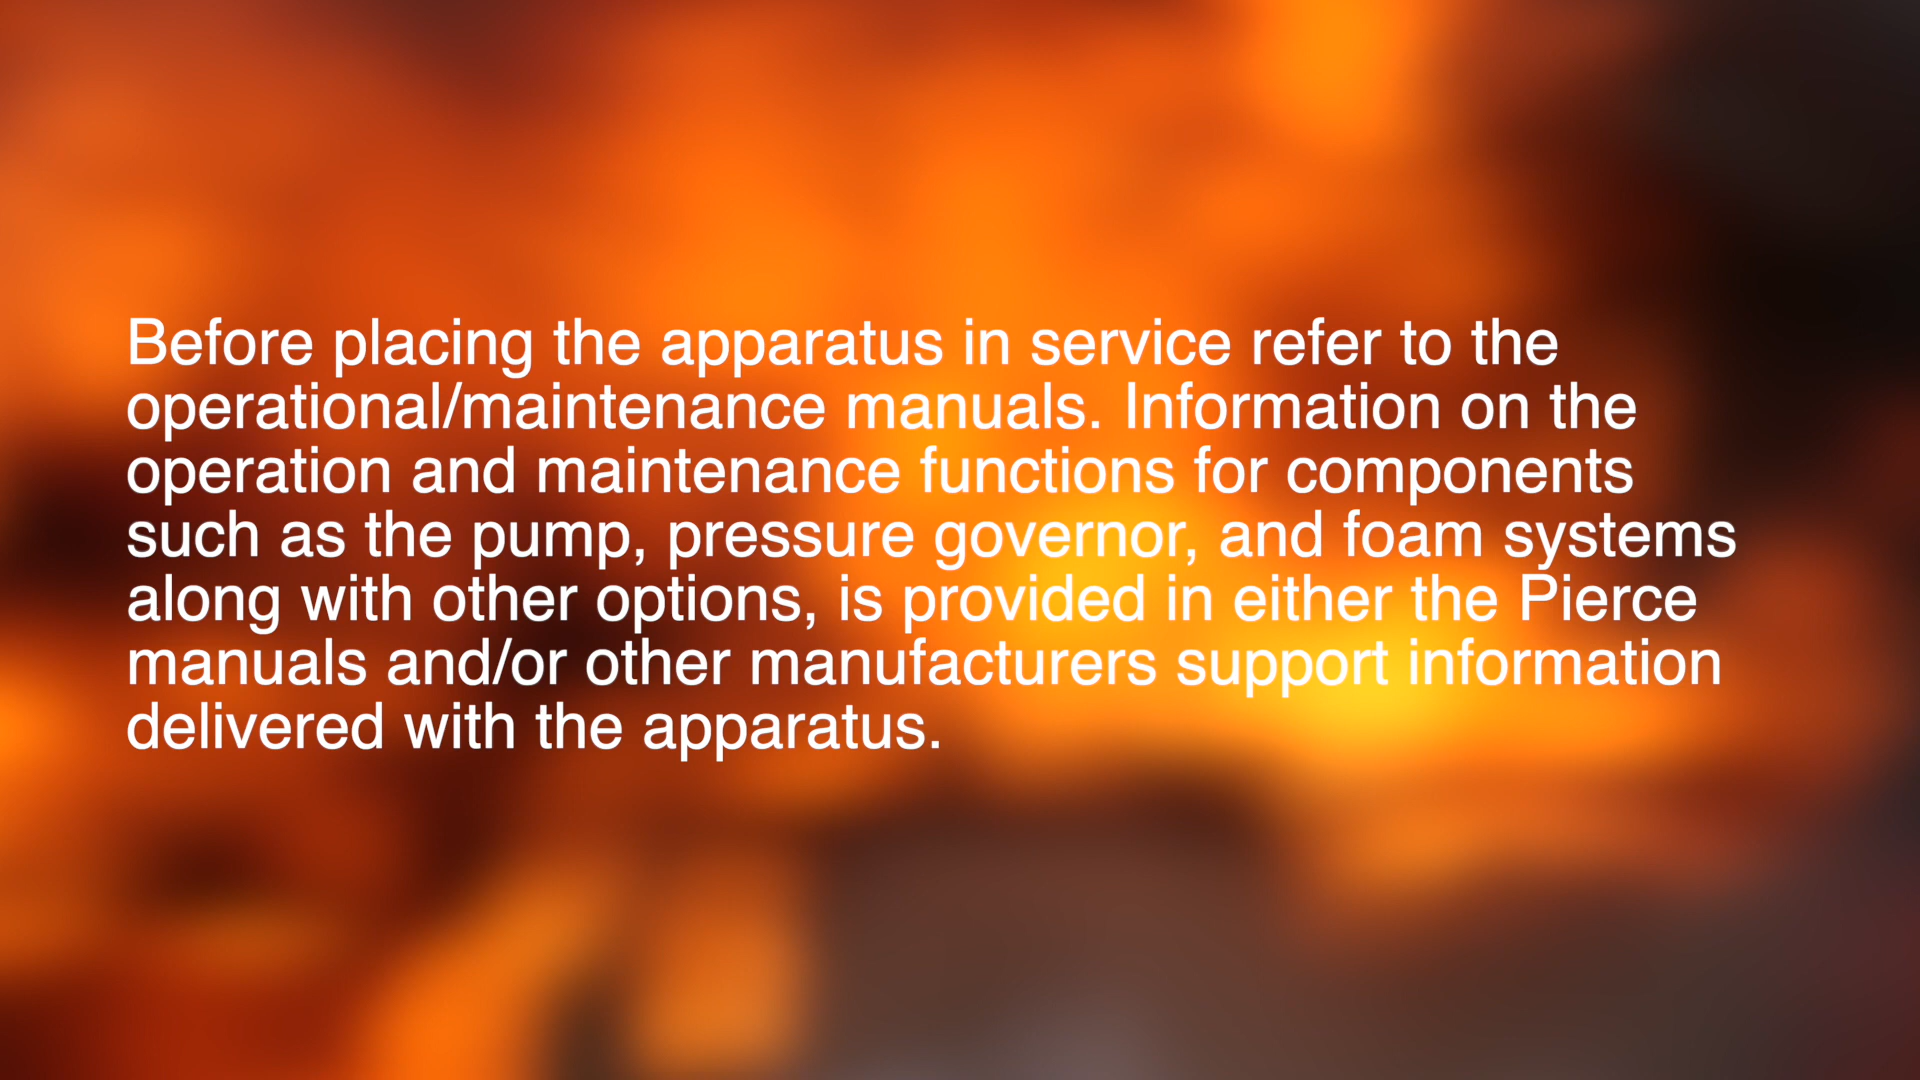 Before placing the apparatus in service refer to the
operational/maintenance manuals. Information on the
operation and maintenance functions for components
such as the pump, pressure governor, and foam systems
along with other options, is provided in either the Pierce
manuals and/or other manufacturers support information
delivered with the apparatus.